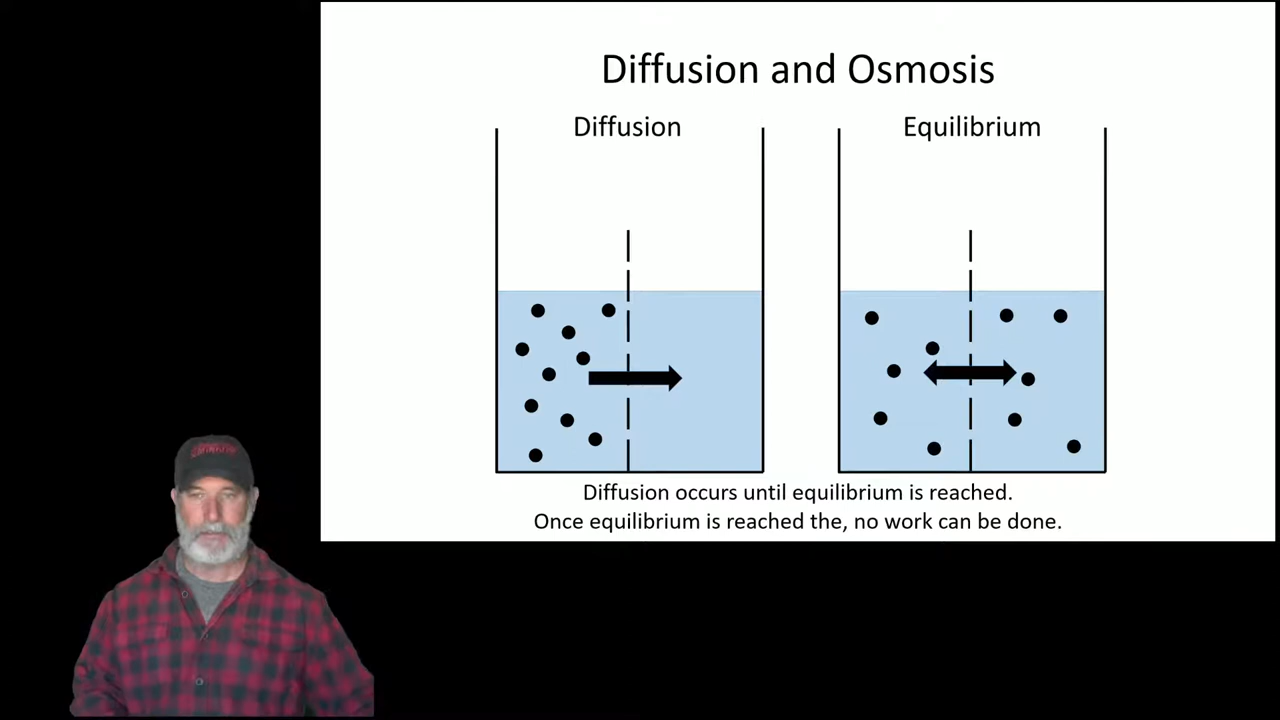 Diffusion and Osmosis
Diffusion
Equilibrium
Diffusion occurs until equilibrium is reached.
Once equilibrium is reached the, no work can be done.